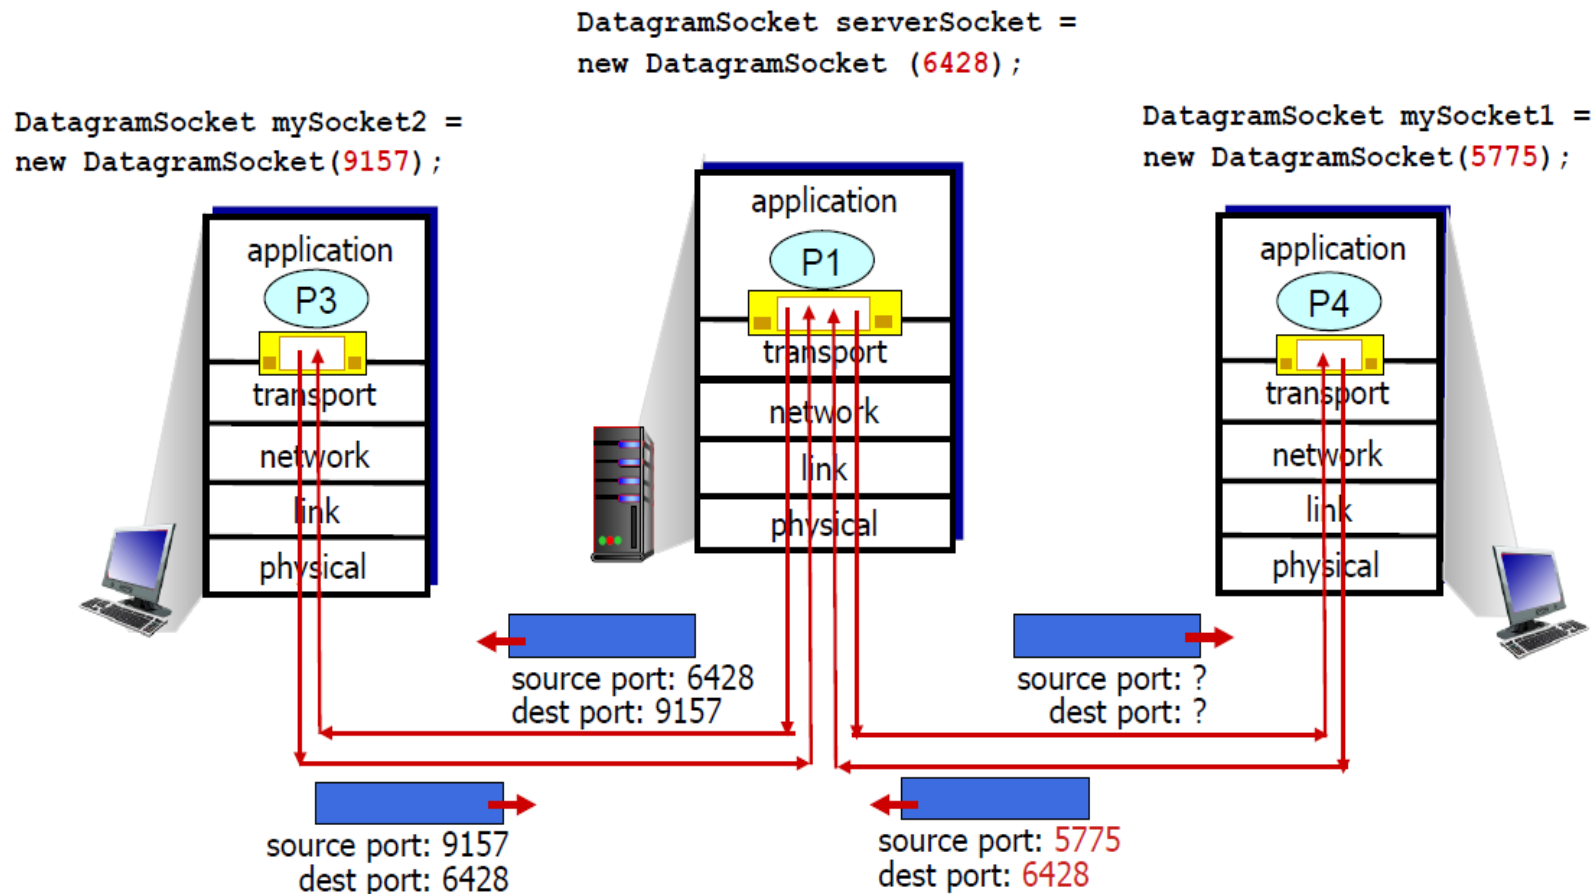 DatagramSocket serverSocket =
new DatagramSocket (6428);
DatagramSocket mySocket2 =
new DatagramSocket(9157);
DatagramSocket mySocket1 =
new DatagramSocket(5775);
application
P3
transport
network
link
physical
application
P1
transport
network
link
physical
application
P4
transport
network
link
physical
source port: 6428
dest port: 9157
source port: ?
dest port: ?
source port: 9157
dest port: 6428
source port: 5775
dest port: 6428